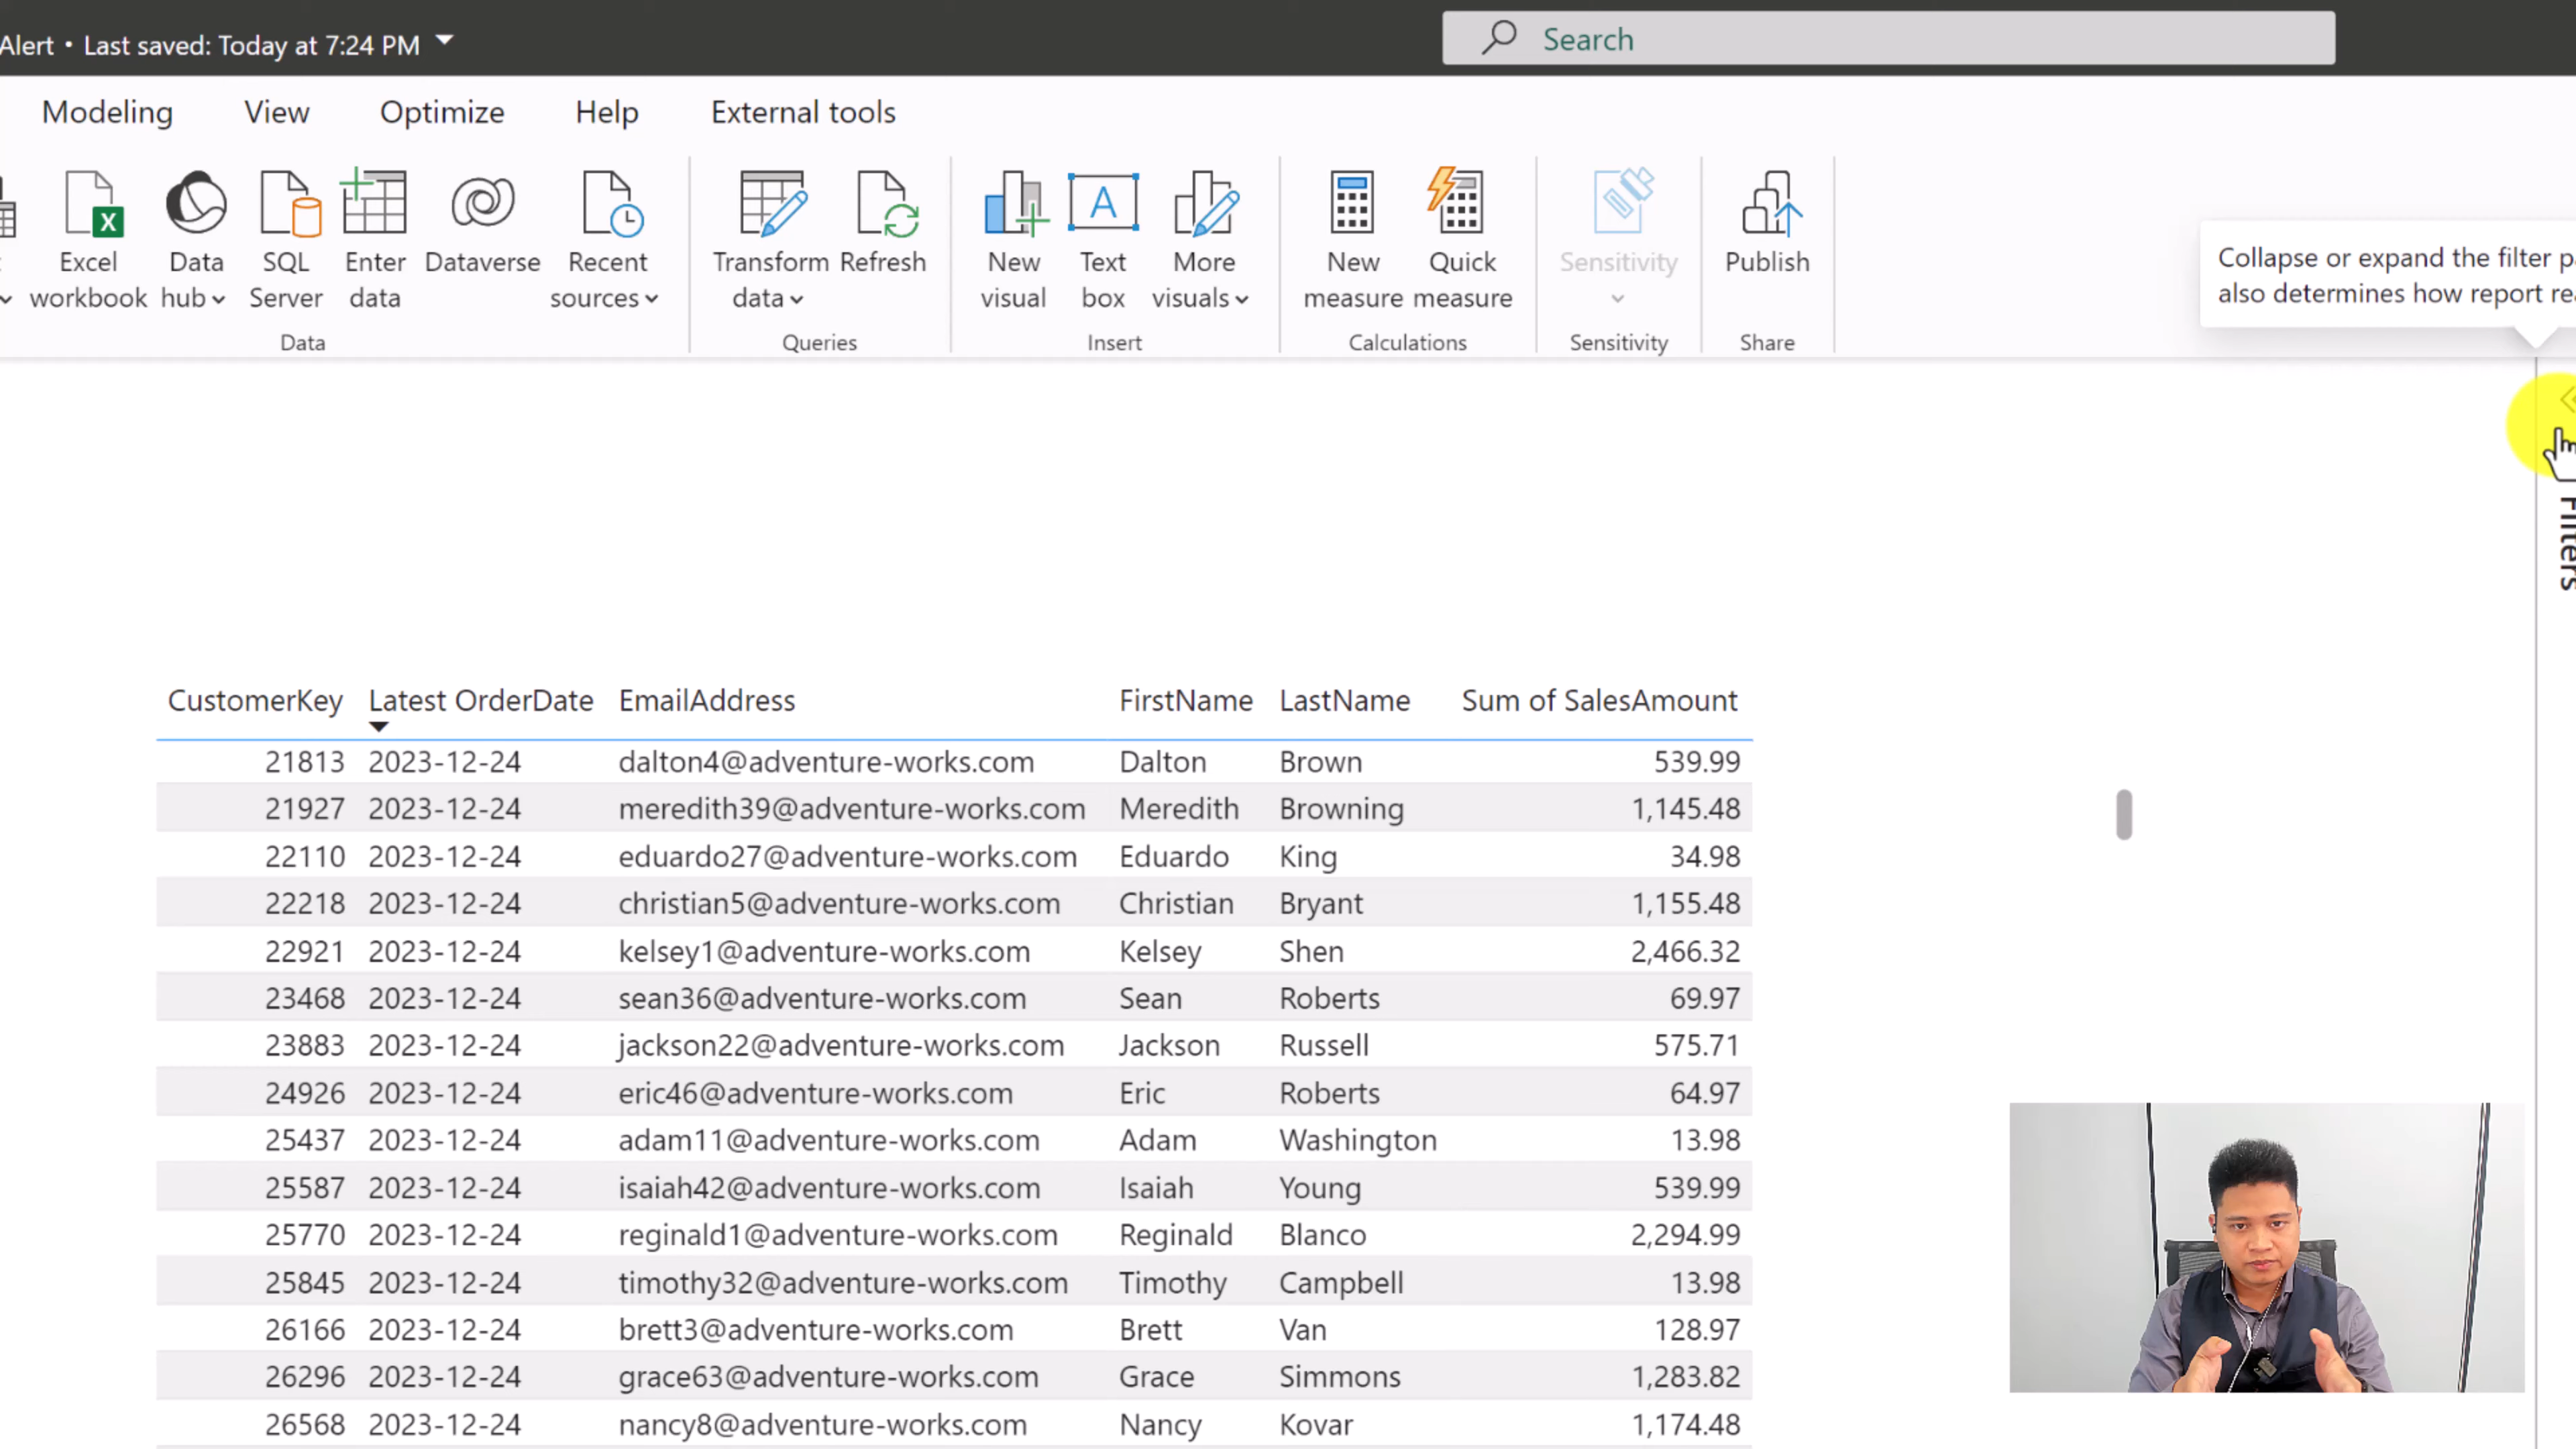 Alert • Last saved: Today at 7:24 PM
Search
Modeling View Optimize Help External tools
Excel workbook
Data hub
SQL Server
Enter data
Dataverse
Recent sources
Transform data
Refresh
New visual
Text box
More visuals
New measure
Quick measure
Sensitivity
Publish
Data Queries Insert Calculations Sensitivity Share
Collapse or expand the filter
also determines how report
Filters
CustomerKey Latest OrderDate EmailAddress FirstName LastName Sum of SalesAmount
21813 2023-12-24 dalton4@adventure-works.com Dalton Brown 539.99
21927 2023-12-24 meredith39@adventure-works.com Meredith Browning 1,145.48
22110 2023-12-24 eduardo27@adventure-works.com Eduardo King 34.98
22218 2023-12-24 christian5@adventure-works.com Christian Bryant 1,155.48
22921 2023-12-24 kelsey1@adventure-works.com Kelsey Shen 2,466.32
23468 2023-12-24 sean36@adventure-works.com Sean Roberts 69.97
23883 2023-12-24 jackson22@adventure-works.com Jackson Russell 575.71
24926 2023-12-24 eric46@adventure-works.com Eric Roberts 64.97
25437 2023-12-24 adam11@adventure-works.com Adam Washington 13.98
25587 2023-12-24 isaiah42@adventure-works.com Isaiah Young 539.99
25770 2023-12-24 reginald1@adventure-works.com Reginald Blanco 2,294.99
25845 2023-12-24 timothy32@adventure-works.com Timothy Campbell 13.98
26166 2023-12-24 brett3@adventure-works.com Brett Van 128.97
26296 2023-12-24 grace63@adventure-works.com Grace Simmons 1,283.82
26568 2023-12-24 nancy8@adventure-works.com Nancy Kovar 1,174.48